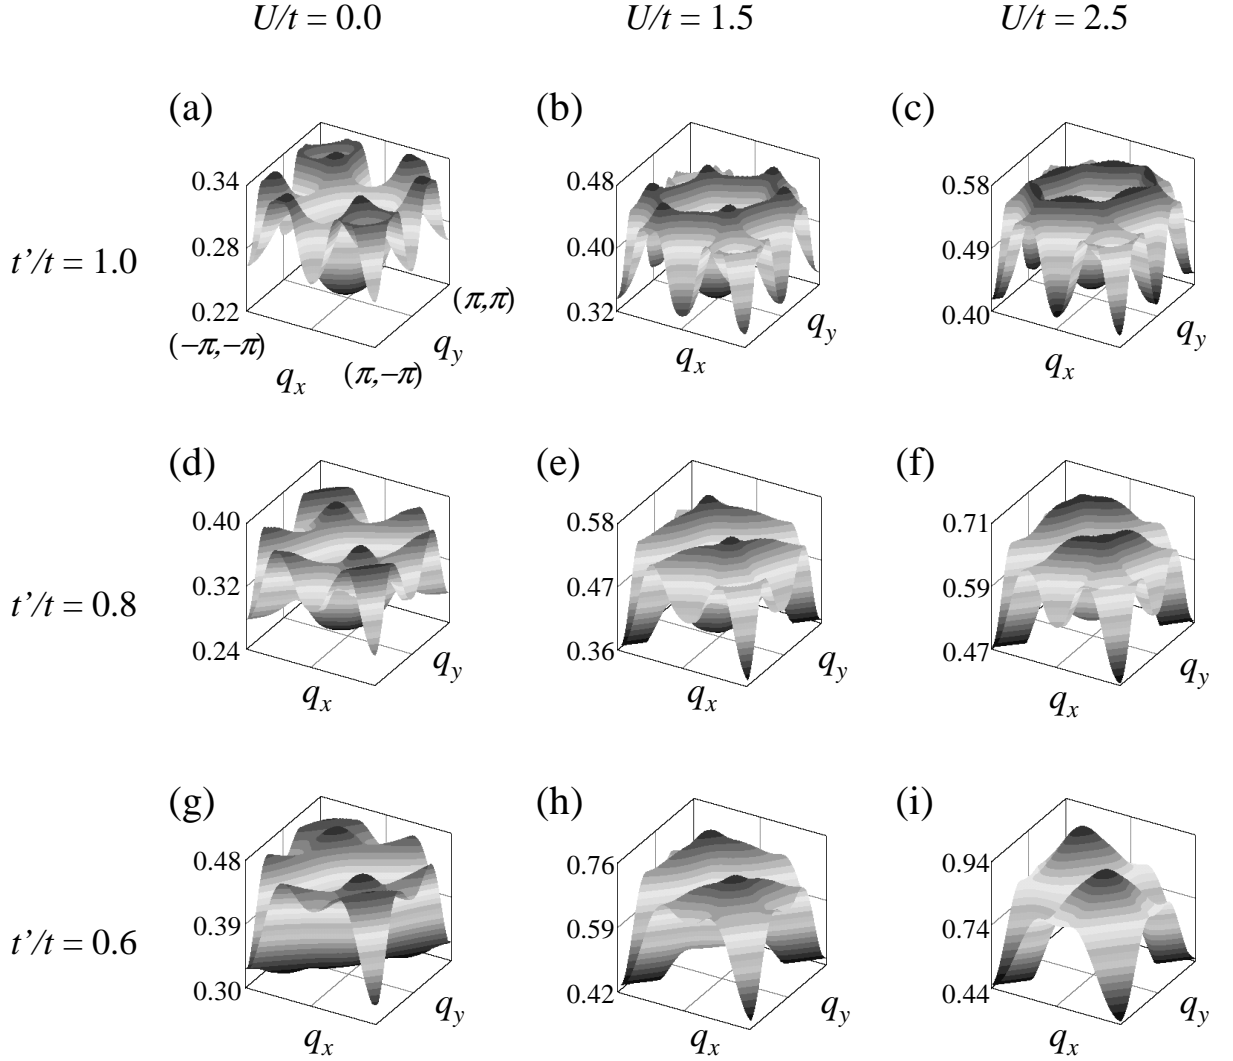 U/t = 0.0 U/t = 1.5 U/t = 2.5
(a) (b) (c)
0.34 0.48 0.58
0.28 0.40 0.49
t’/t = 1.0
0.22 0.32 0.40
(π,π)
(−π,−π) q_y q_y q_y
q_x (π,−π) q_x q_x
(d) (e) (f)
0.40 0.58 0.71
0.32 0.47 0.59
t’/t = 0.8
0.24 0.36 0.47
q_y q_y q_y
q_x q_x q_x
(g) (h) (i)
0.48 0.76 0.94
0.39 0.59 0.74
t’/t = 0.6
0.30 0.42 0.44
q_y q_y q_y
q_x q_x q_x